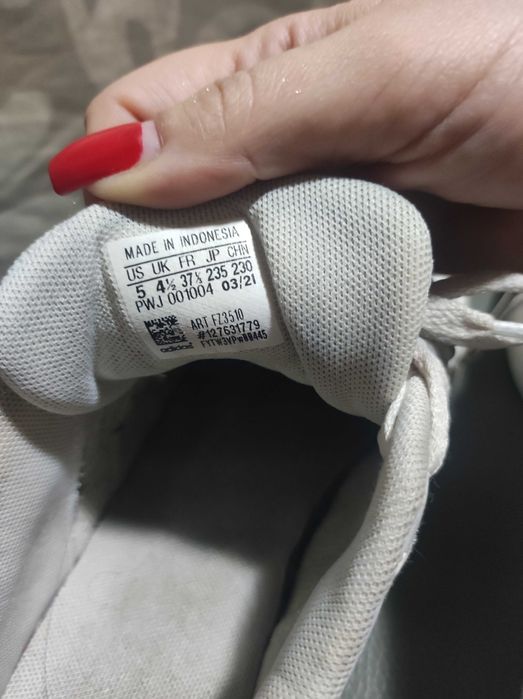 MADE IN INDONESIA
US UK FR JP CHN
5 4½ 37⅓ 235 230
PWJ 001004 03/21
ART FZ3510
#127631779
adidas